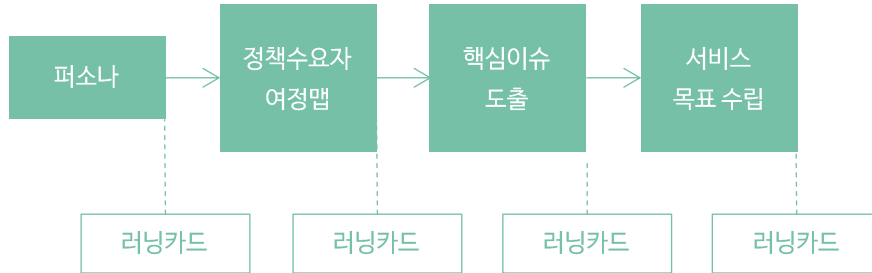 퍼소나
정책수요자
여정맵
핵심이슈
도출
서비스
목표 수립
러닝카드
러닝카드
러닝카드
러닝카드